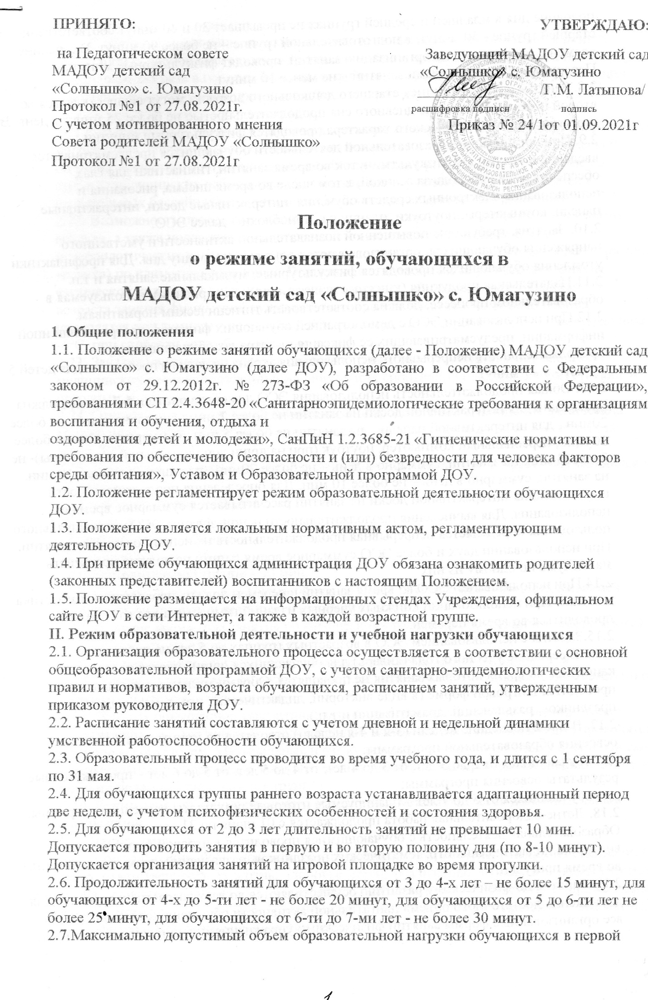 ПРИНЯТО:
УТВЕРЖДАЮ:
на Педагогическом совете
Заведующий МАДОУ детский сад
МАДОУ детский сад
«Солнышко» с. Юмагузино
«Солнышко» с. Юмагузино
/Г.М. Латыпова/
Протокол №1 от 27.08.2021г.
расшифровка подписи подпись
С учетом мотивированного мнения
Приказ № 24/1от 01.09.2021г
Совета родителей МАДОУ «Солнышко»
Протокол №1 от 27.08.2021г
Положение
о режиме занятий, обучающихся в
МАДОУ детский сад «Солнышко» с. Юмагузино
1. Общие положения
1.1. Положение о режиме занятий обучающихся (далее - Положение) МАДОУ детский сад
«Солнышко» с. Юмагузино (далее ДОУ), разработано в соответствии с Федеральным
законом от 29.12.2012г. № 273-ФЗ «Об образовании в Российской Федерации»,
требованиями СП 2.4.3648-20 «Санитарноэпидемиологические требования к организациям
воспитания и обучения, отдыха и
оздоровления детей и молодежи», СанПиН 1.2.3685-21 «Гигиенические нормативы и
требования по обеспечению безопасности и (или) безвредности для человека факторов
среды обитания», Уставом и Образовательной программой ДОУ.
1.2. Положение регламентирует режим образовательной деятельности обучающихся
ДОУ.
1.3. Положение является локальным нормативным актом, регламентирующим
деятельность ДОУ.
1.4. При приеме обучающихся администрация ДОУ обязана ознакомить родителей
(законных представителей) воспитанников с настоящим Положением.
1.5. Положение размещается на информационных стендах Учреждения, официальном
сайте ДОУ в сети Интернет, а также в каждой возрастной группе.
II. Режим образовательной деятельности и учебной нагрузки обучающихся
2.1. Организация образовательного процесса осуществляется в соответствии с основной
общеобразовательной программой ДОУ, с учетом санитарно-эпидемиологических
правил и нормативов, возраста обучающихся, расписанием занятий, утвержденным
приказом руководителя ДОУ.
2.2. Расписание занятий составляются с учетом дневной и недельной динамики
умственной работоспособности обучающихся.
2.3. Образовательный процесс проводится во время учебного года, и длится с 1 сентября
по 31 мая.
2.4. Для обучающихся группы раннего возраста устанавливается адаптационный период
две недели, с учетом психофизических особенностей и состояния здоровья.
2.5. Для обучающихся от 2 до 3 лет длительность занятий не превышает 10 мин.
Допускается проводить занятия в первую и во вторую половину дня (по 8-10 минут).
Допускается организация занятий на игровой площадке во время прогулки.
2.6. Продолжительность занятий для обучающихся от 3 до 4-х лет – не более 15 минут, для
обучающихся от 4-х до 5-ти лет - не более 20 минут, для обучающихся от 5 до 6-ти лет не
более 25 минут, для обучающихся от 6-ти до 7-ми лет - не более 30 минут.
2.7.Максимально допустимый объем образовательной нагрузки обучающихся в первой
1